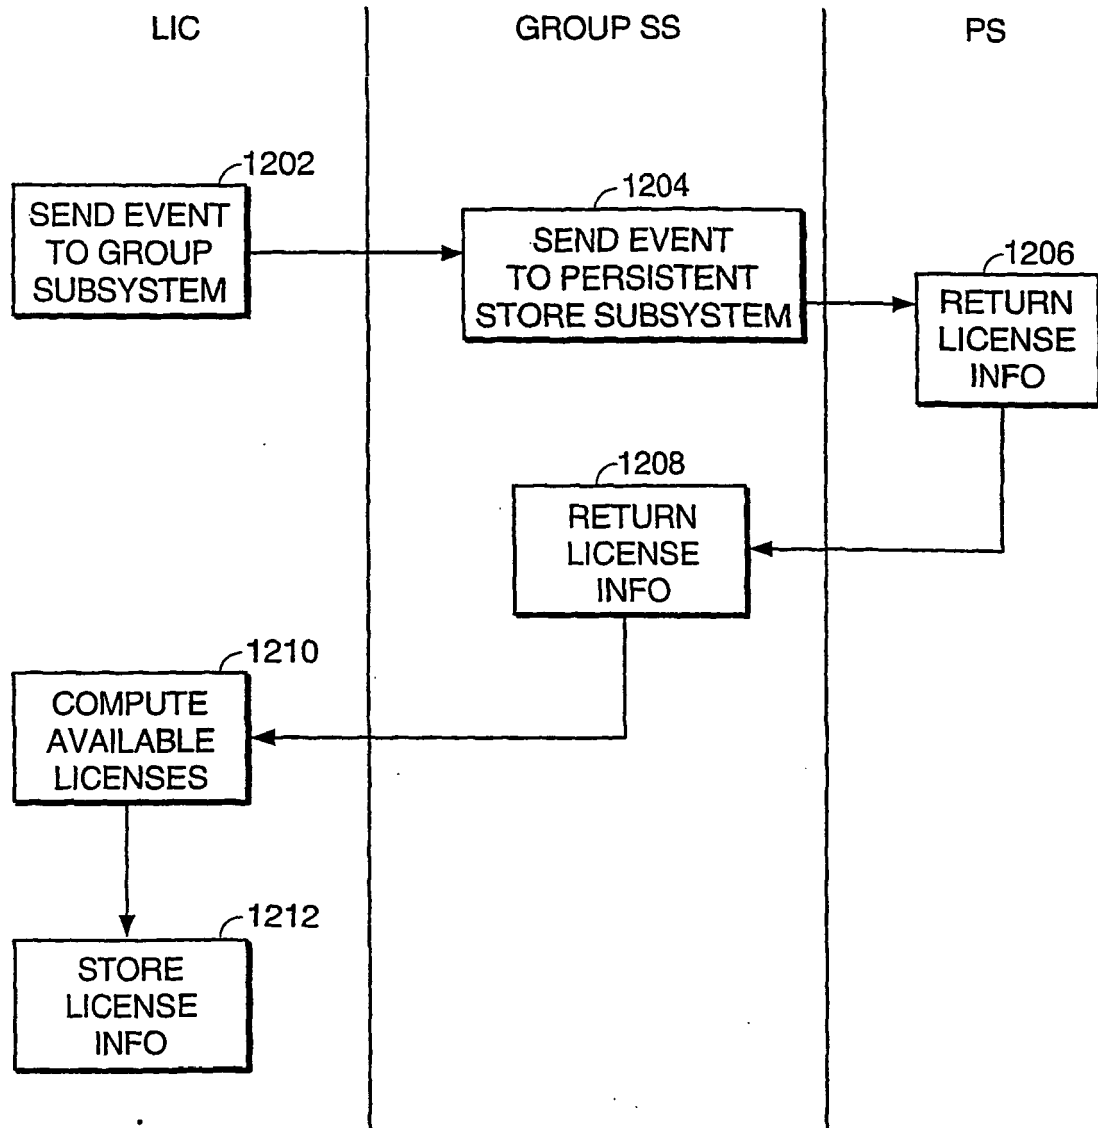 LIC
GROUP SS
PS
1202
SEND EVENT
TO GROUP
SUBSYSTEM
1204
SEND EVENT
TO PERSISTENT
STORE SUBSYSTEM
1206
RETURN
LICENSE
INFO
1208
RETURN
LICENSE
INFO
1210
COMPUTE
AVAILABLE
LICENSES
1212
STORE
LICENSE
INFO